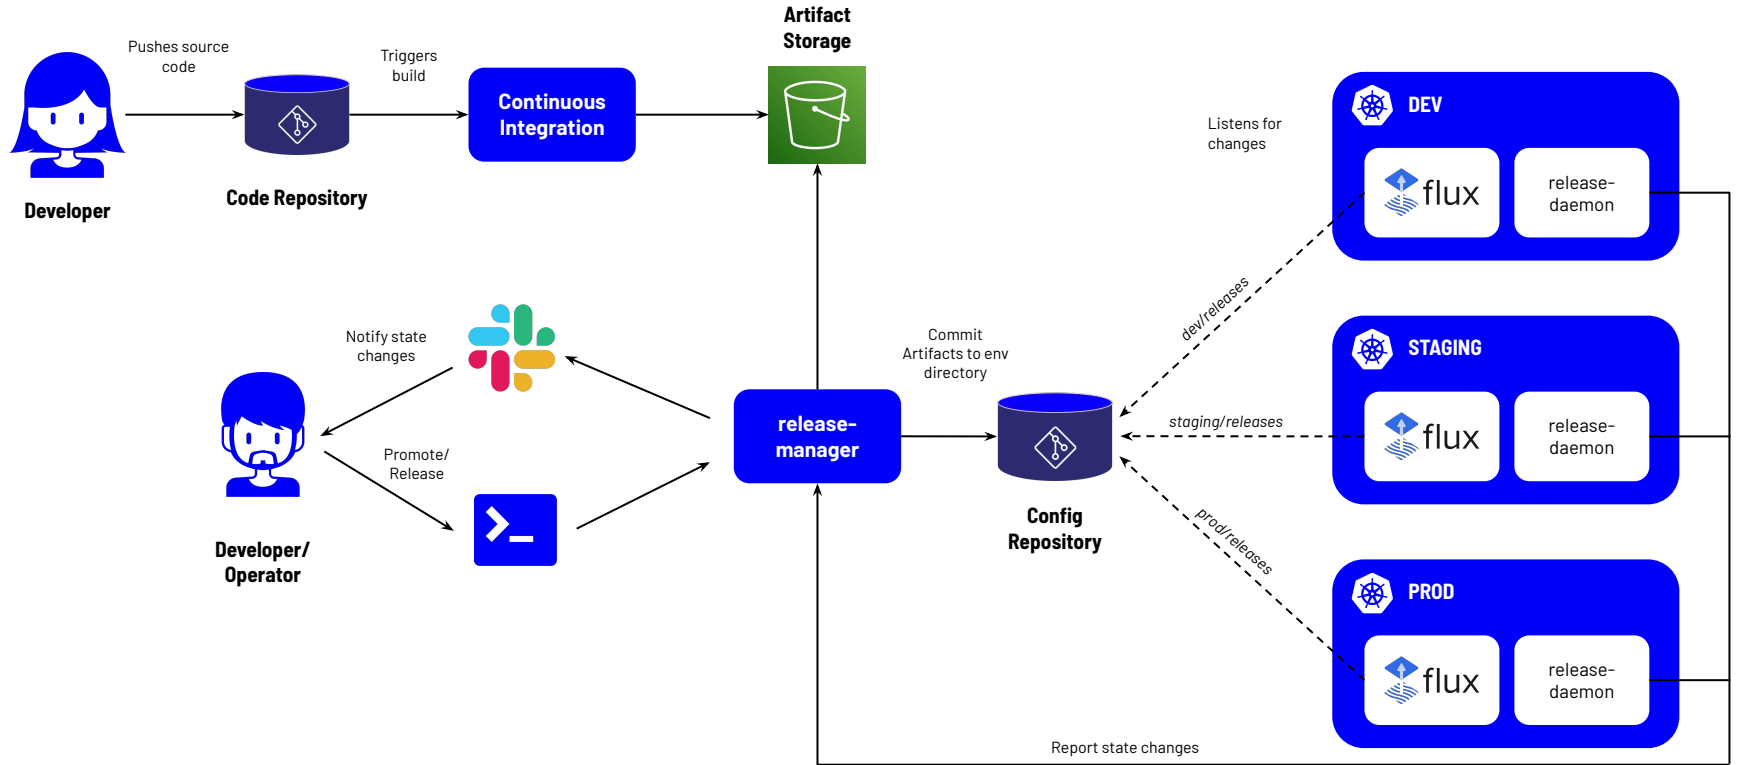 Artifact
Storage
Pushes source
code
Triggers
build
Continuous
Integration
Developer
Code Repository
Listens for
changes
DEV
flux
release-
daemon
dev/releases
Notify state
changes
Commit
Artifacts to env
directory
STAGING
staging/releases
flux
release-
daemon
release-
manager
Promote/
Release
Developer/
Operator
Config
Repository
prod/releases
PROD
flux
release-
daemon
Report state changes